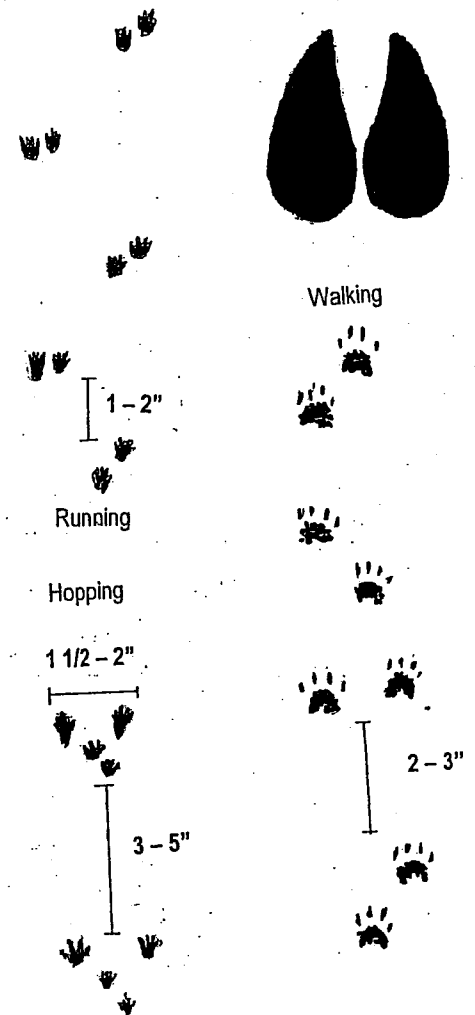 1 – 2"
Running
Hopping
1 1/2 – 2"
3 – 5"
Walking
2 – 3"